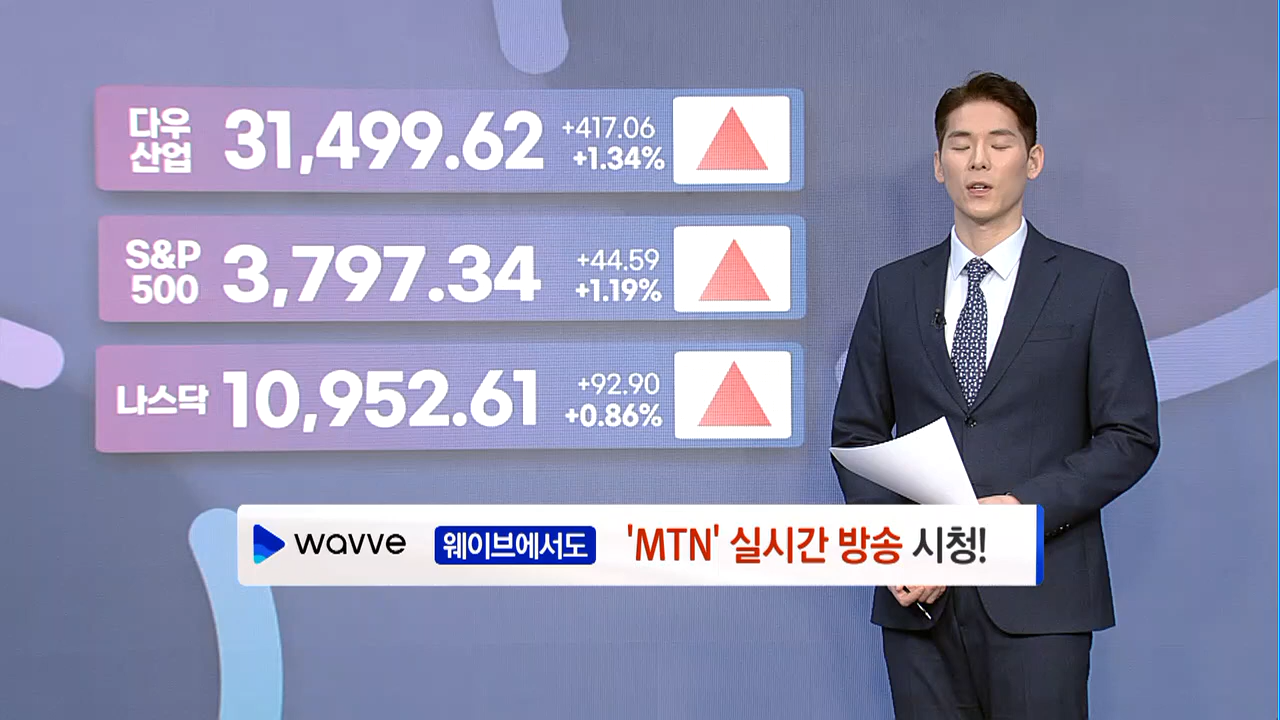 다우
산업
31,499.62
+417.06
+1.34%
S&P
500
3,797.34
+44.59
+1.19%
나스닥
10,952.61
+92.90
+0.86%
wavve 웨이브에서도 'MTN' 실시간 방송 시청!